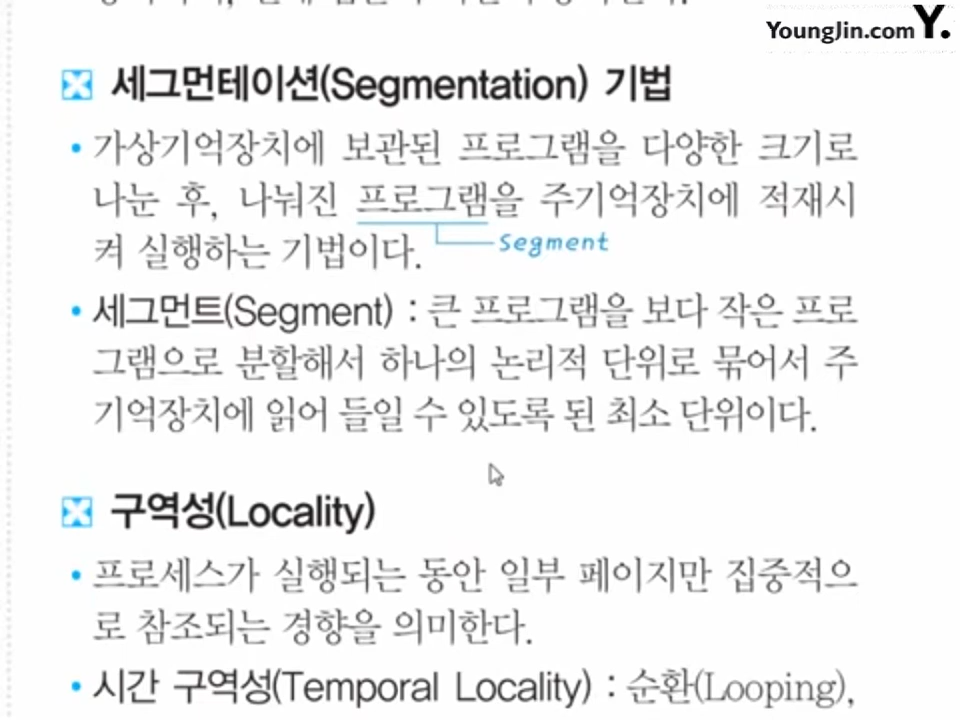 YoungJin.com Y.
세그먼테이션(Segmentation) 기법
• 가상기억장치에 보관된 프로그램을 다양한 크기로
나눈 후, 나눠진 프로그램을 주기억장치에 적재시
켜 실행하는 기법이다.
Segment
• 세그먼트(Segment) : 큰 프로그램을 보다 작은 프로
그램으로 분할해서 하나의 논리적 단위로 묶어서 주
기억장치에 읽어 들일 수 있도록 된 최소 단위이다.
구역성(Locality)
• 프로세스가 실행되는 동안 일부 페이지만 집중적으
로 참조되는 경향을 의미한다.
• 시간 구역성(Temporal Locality) : 순환(Looping),